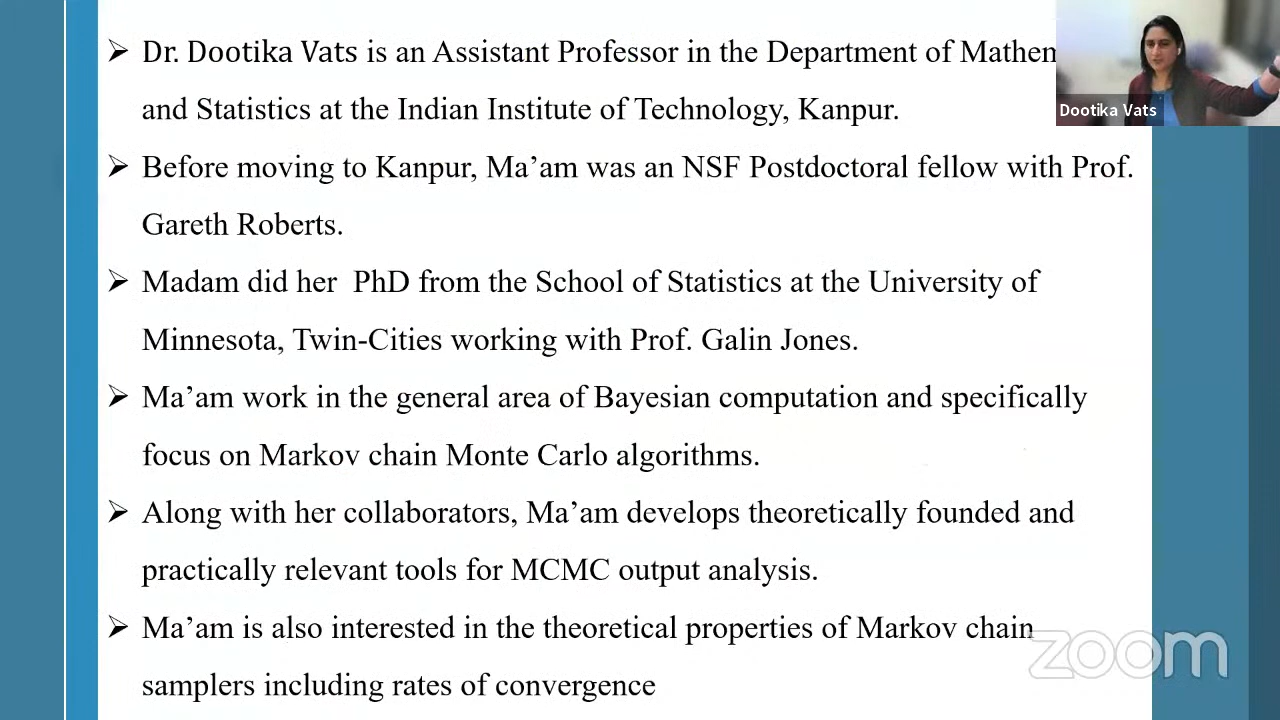 ➢ Dr. Dootika Vats is an Assistant Professor in the Department of Mathem
and Statistics at the Indian Institute of Technology, Kanpur.
➢ Before moving to Kanpur, Ma’am was an NSF Postdoctoral fellow with Prof.
Gareth Roberts.
➢ Madam did her PhD from the School of Statistics at the University of
Minnesota, Twin-Cities working with Prof. Galin Jones.
➢ Ma’am work in the general area of Bayesian computation and specifically
focus on Markov chain Monte Carlo algorithms.
➢ Along with her collaborators, Ma’am develops theoretically founded and
practically relevant tools for MCMC output analysis.
➢ Ma’am is also interested in the theoretical properties of Markov chain
samplers including rates of convergence
Dootika Vats
zoom